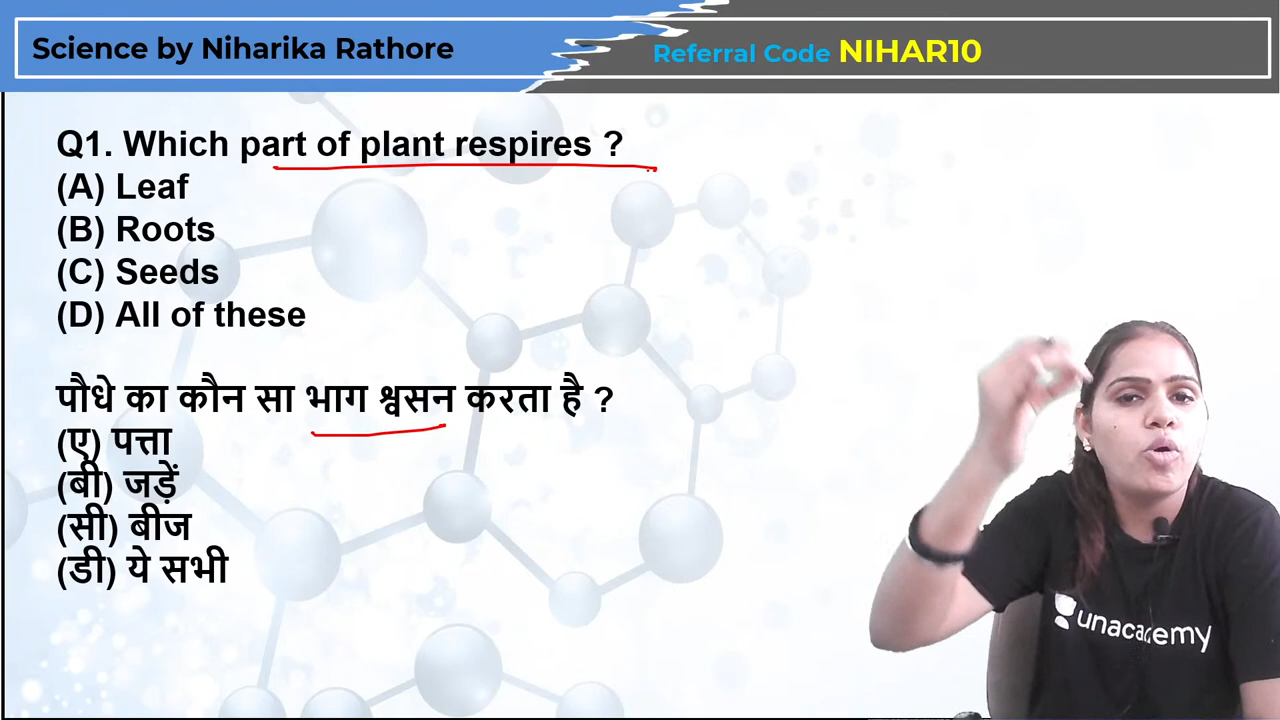 Science by Niharika Rathore
Referral Code NIHAR10
Q1. Which part of plant respires ?
(A) Leaf
(B) Roots
(C) Seeds
(D) All of these
पौधे का कौन सा भाग श्वसन करता है ?
(ए) पत्ता
(बी) जड़ें
(सी) बीज
(डी) ये सभी
unacademy